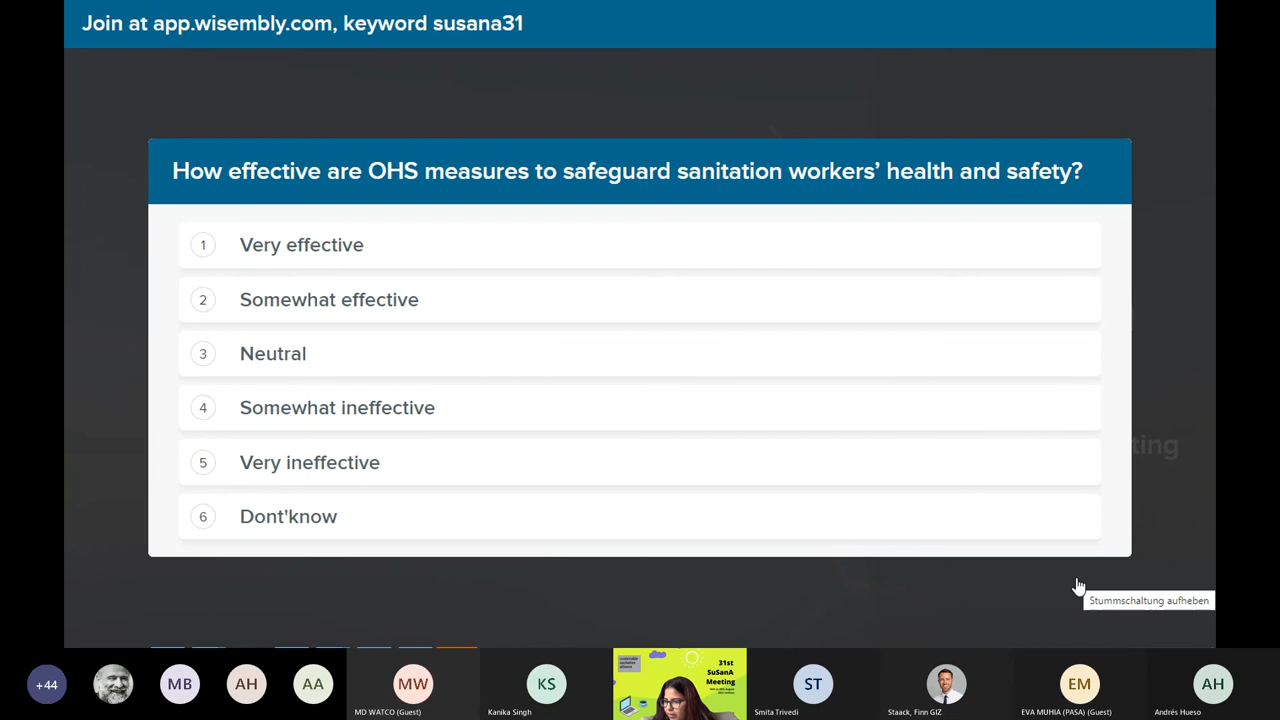 Join at app.wisembly.com, keyword susana31
How effective are OHS measures to safeguard sanitation workers’ health and safety?
1 Very effective
2 Somewhat effective
3 Neutral
4 Somewhat ineffective
5 Very ineffective
6 Dont'know
ting
Stummschaltung aufheben
+44
MB
AH
AA
MW
MD WATCO (Guest)
KS
Kanika Singh
31st
SuSanA
Meeting
ST
Smita Trivedi
Staack, Finn GIZ
EM
EVA MUHIA (PASA) (Guest)
AH
Andrés Hueso